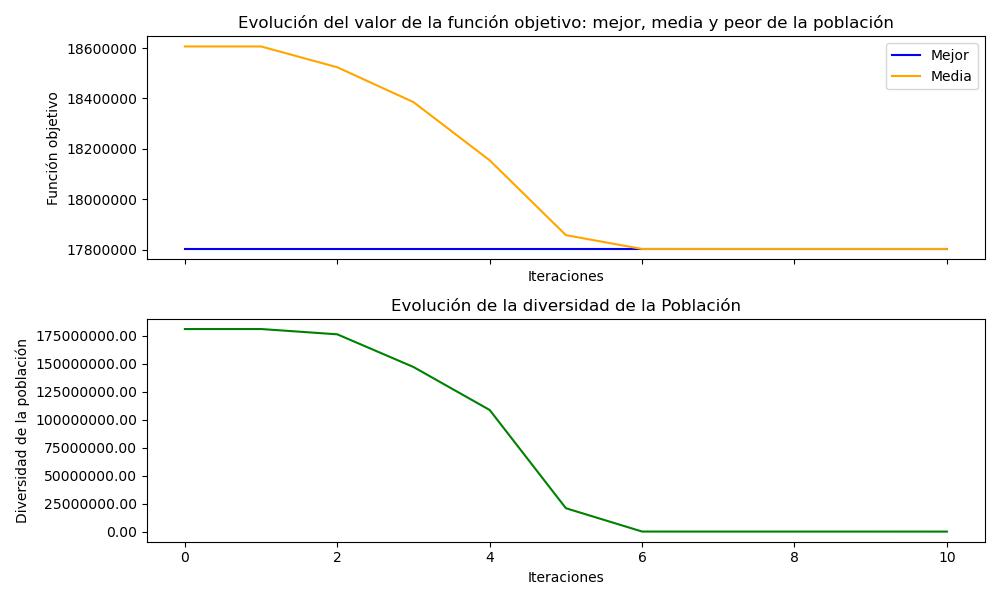 Evolución del valor de la función objetivo: mejor, media y peor de la población
18600000
18400000
18200000
18000000
17800000
Función objetivo
Mejor
Media
Iteraciones
Evolución de la diversidad de la Población
175000000.00
150000000.00
125000000.00
100000000.00
75000000.00
50000000.00
25000000.00
0.00
Diversidad de la población
0 2 4 6 8 10
Iteraciones